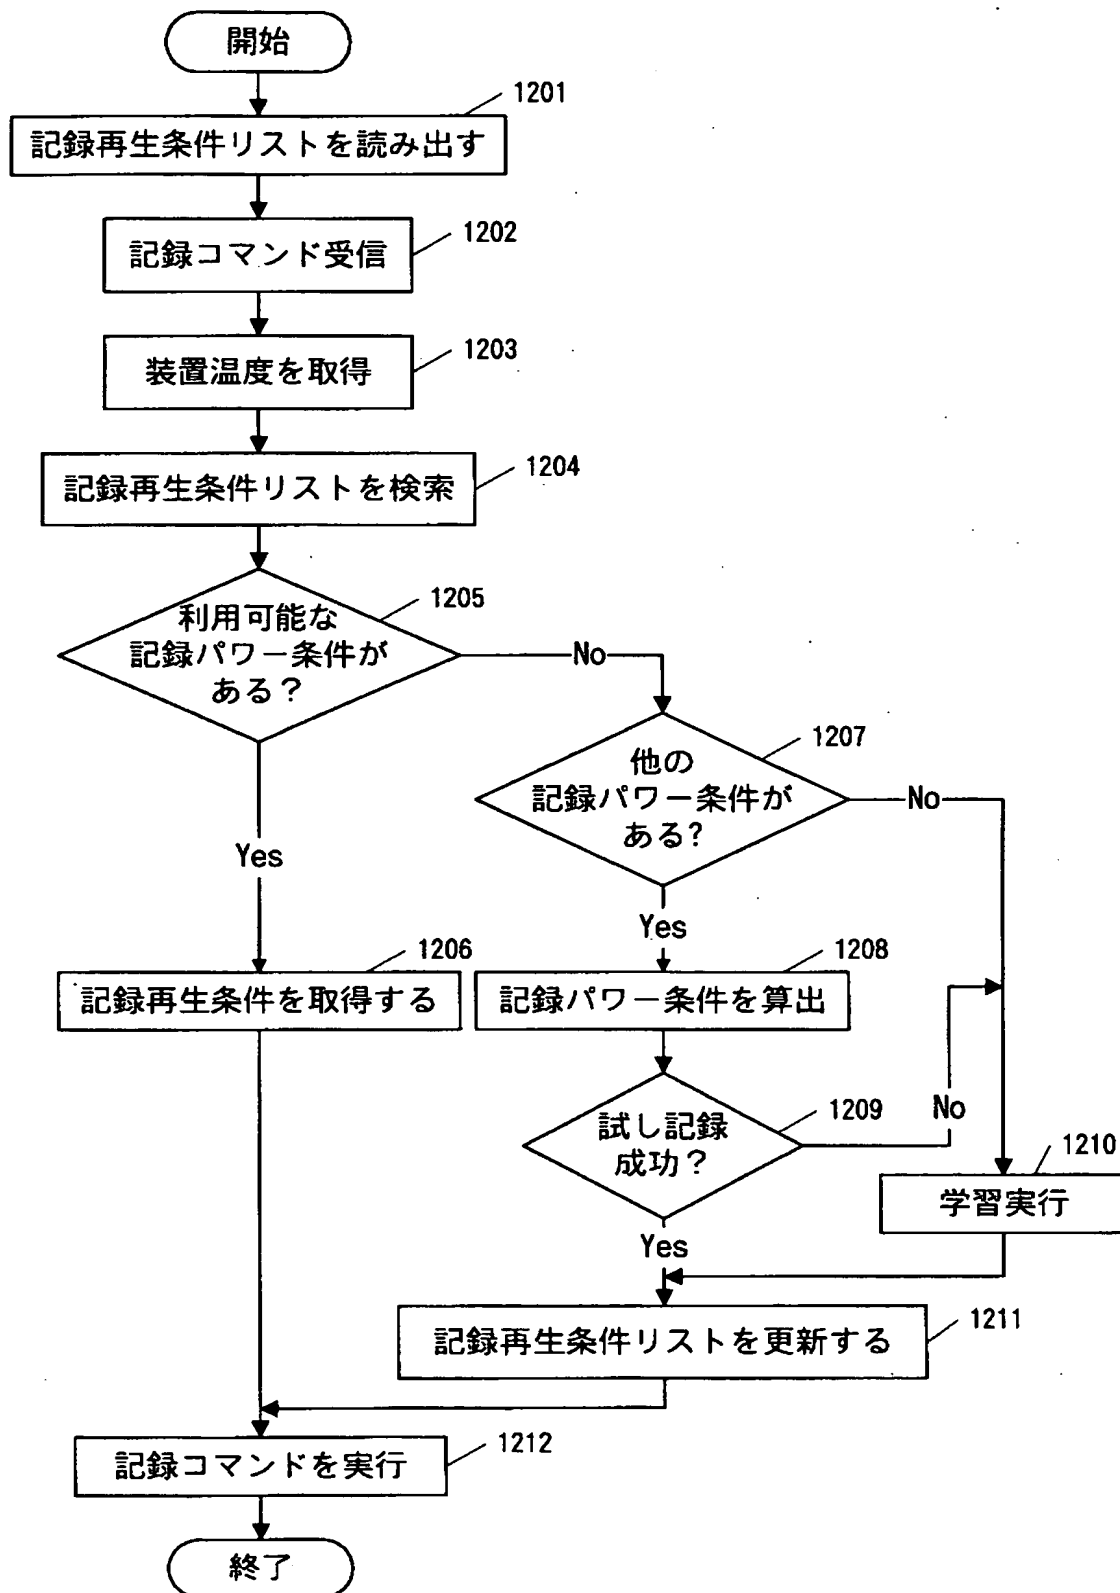 開始
1201
記録再生条件リストを読み出す
1202
記録コマンド受信
1203
装置温度を取得
1204
記録再生条件リストを検索
1205
利用可能な
記録パワー条件が
ある？
No
1207
他の
記録パワー条件が
ある?
No
Yes
Yes
1206
記録再生条件を取得する
1208
記録パワー条件を算出
1209
試し記録
成功？
No
1210
学習実行
Yes
1211
記録再生条件リストを更新する
1212
記録コマンドを実行
終了